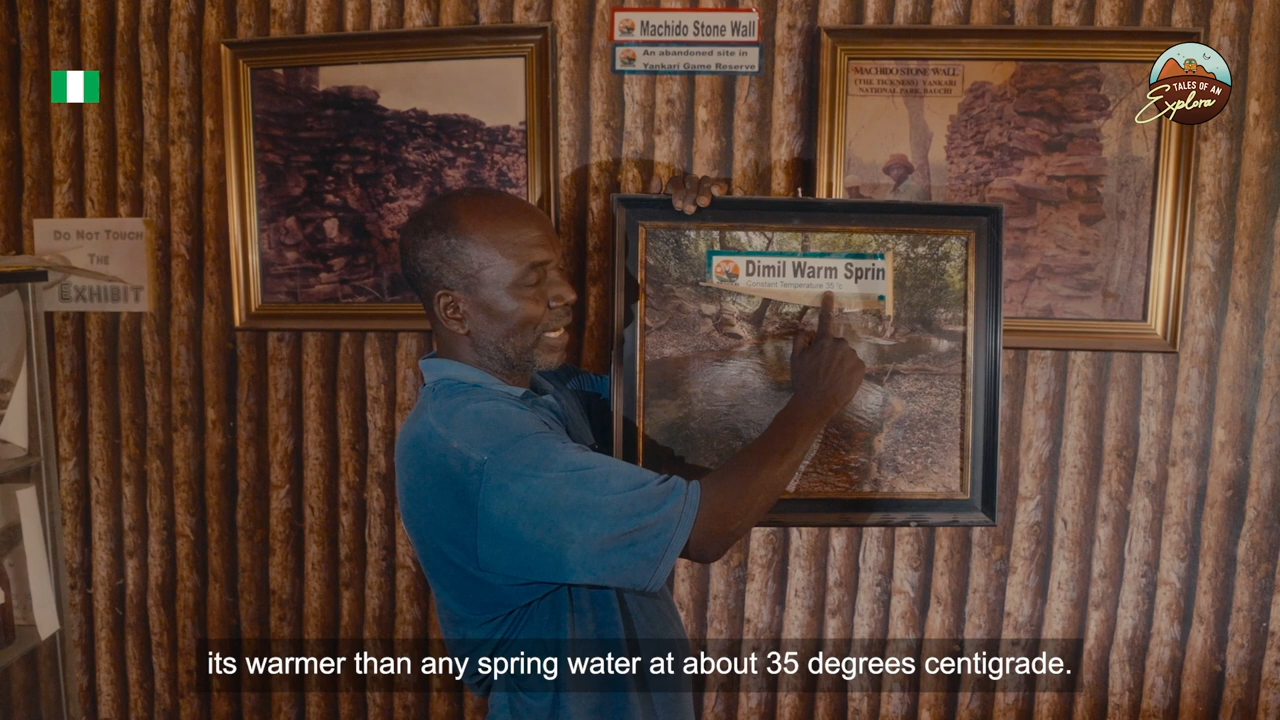 Machido Stone Wall
An abandoned site in
Yankari Game Reserve
MACHIDO STONE WALL
(THE TICKNESS) YANKARI
NATIONAL PARK, BAUCHI
TALES OF AN
Explora
DO NOT TOUCH
THE
EXHIBIT
Dimil Warm Sprin
Constant Temperature 35 °c
its warmer than any spring water at about 35 degrees centigrade.